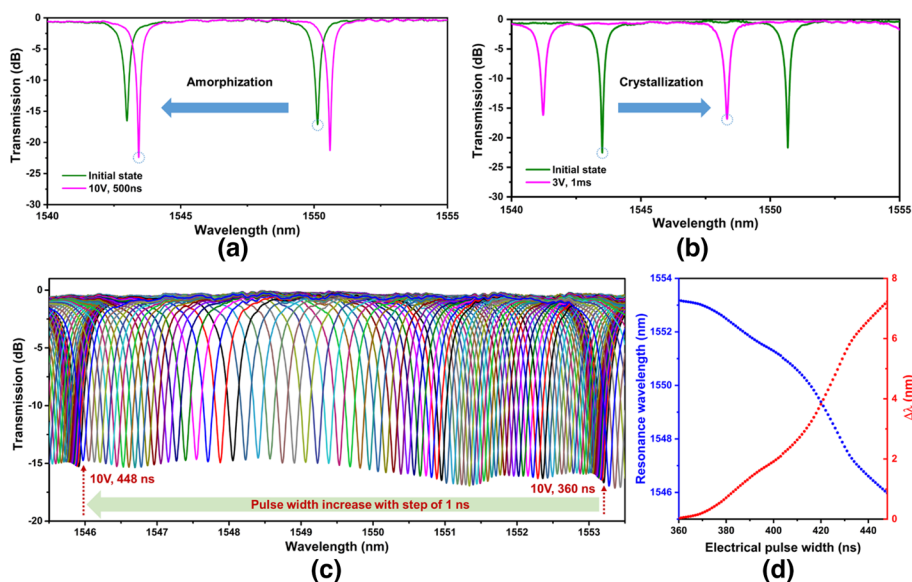 0
-5
-10
-15
-20
-25
-30
Transmission (dB)
Amorphization
Initial state
10V, 500ns
1540
1545
1550
1555
Wavelength (nm)
(a)
0
-5
-10
-15
-20
-25
-30
Transmission (dB)
Crystallization
Initial state
3V, 1ms
1540
1545
1550
1555
Wavelength (nm)
(b)
0
-5
-10
-15
-20
Transmission (dB)
10V, 448 ns
10V, 360 ns
Pulse width increase with step of 1 ns
1546
1547
1548
1549
1550
1551
1552
1553
Wavelength (nm)
(c)
1554
1552
1550
1548
1546
Resonance wavelength (nm)
8
6
4
2
0
Δλ (nm)
360
380
400
420
440
Electrical pulse width (ns)
(d)